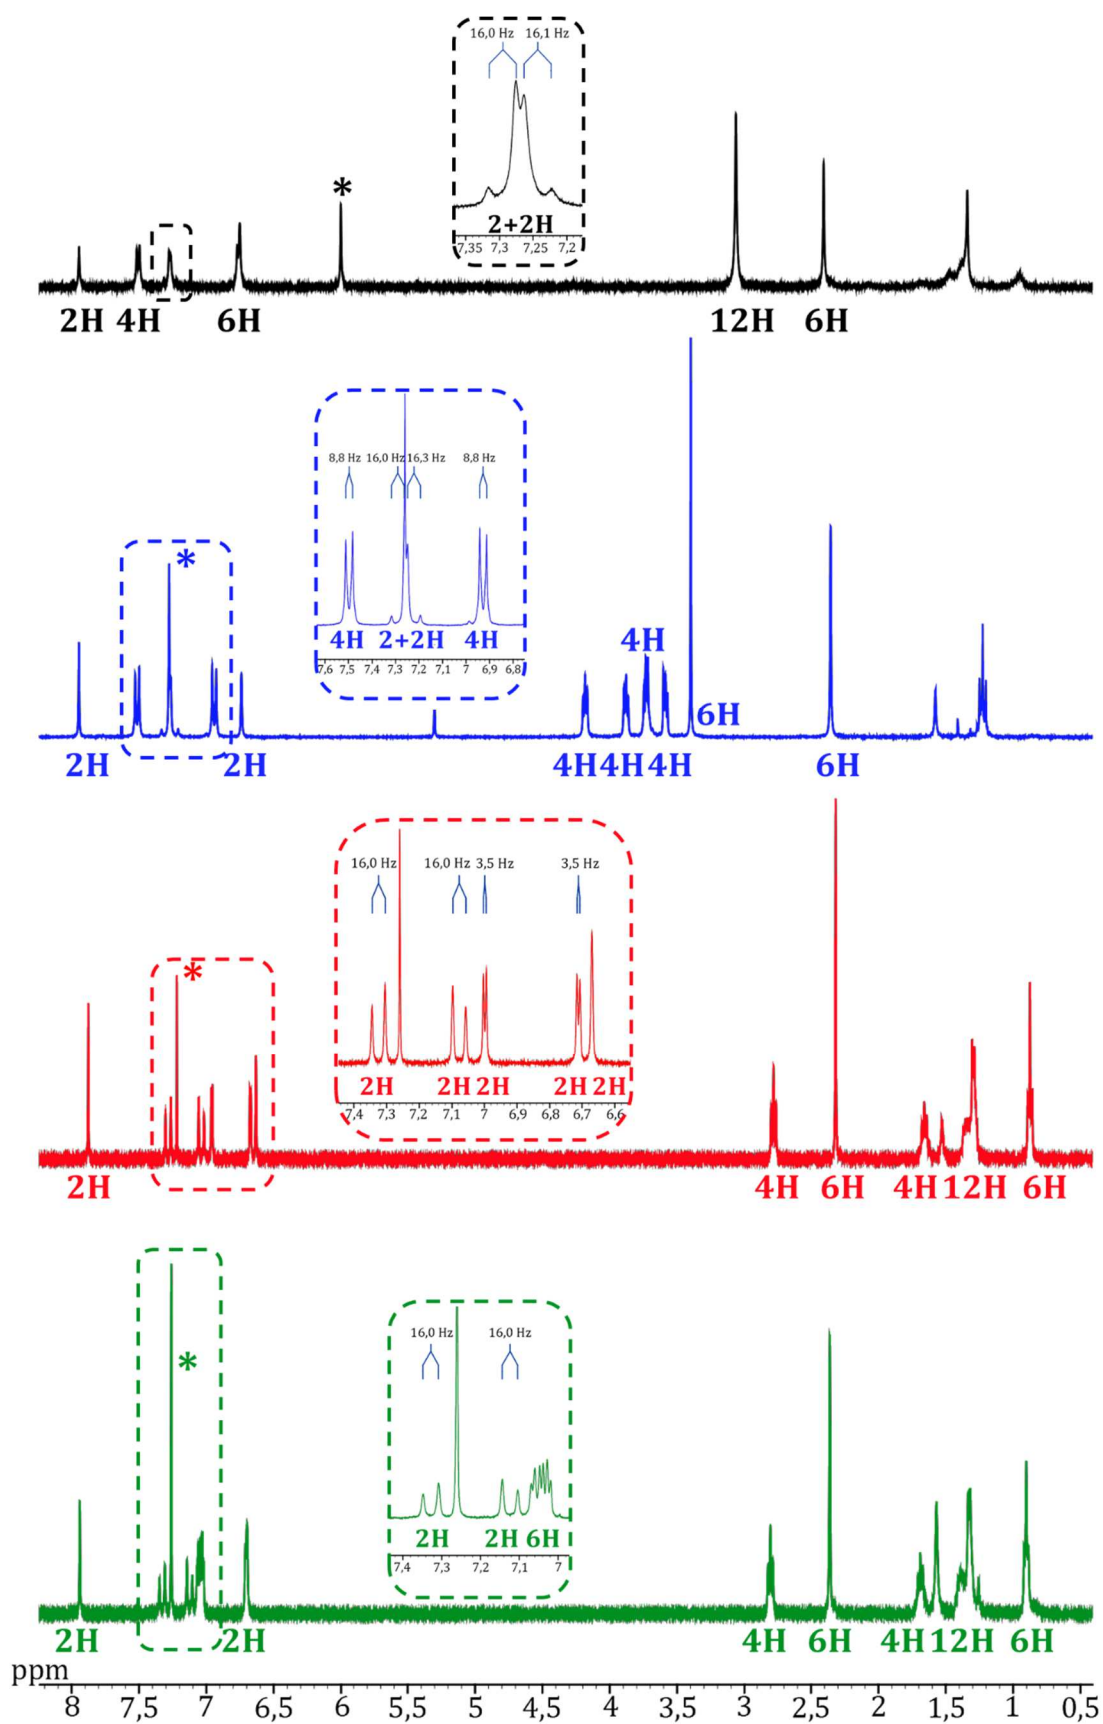 16,0 Hz 16,1 Hz
*
2+2H
7,35 7,3 7,25 7,2
2H 4H 6H 12H 6H
8,8 Hz 16,0 Hz 16,3 Hz 8,8 Hz
*
4H 2+2H 4H
7,6 7,5 7,4 7,3 7,2 7,1 7 6,9 6,8
4H
6H
2H 2H 4H 4H 4H 6H
16,0 Hz 16,0 Hz 3,5 Hz 3,5 Hz
*
2H 2H 2H 2H 2H
7,4 7,3 7,2 7,1 7 6,9 6,8 6,7 6,6
2H 4H 6H 4H 12H 6H
16,0 Hz 16,0 Hz
*
2H 2H 6H
7,4 7,3 7,2 7,1 7
2H 2H 4H 6H 4H 12H 6H
ppm
8 7,5 7 6,5 6 5,5 5 4,5 4 3,5 3 2,5 2 1,5 1 0,5